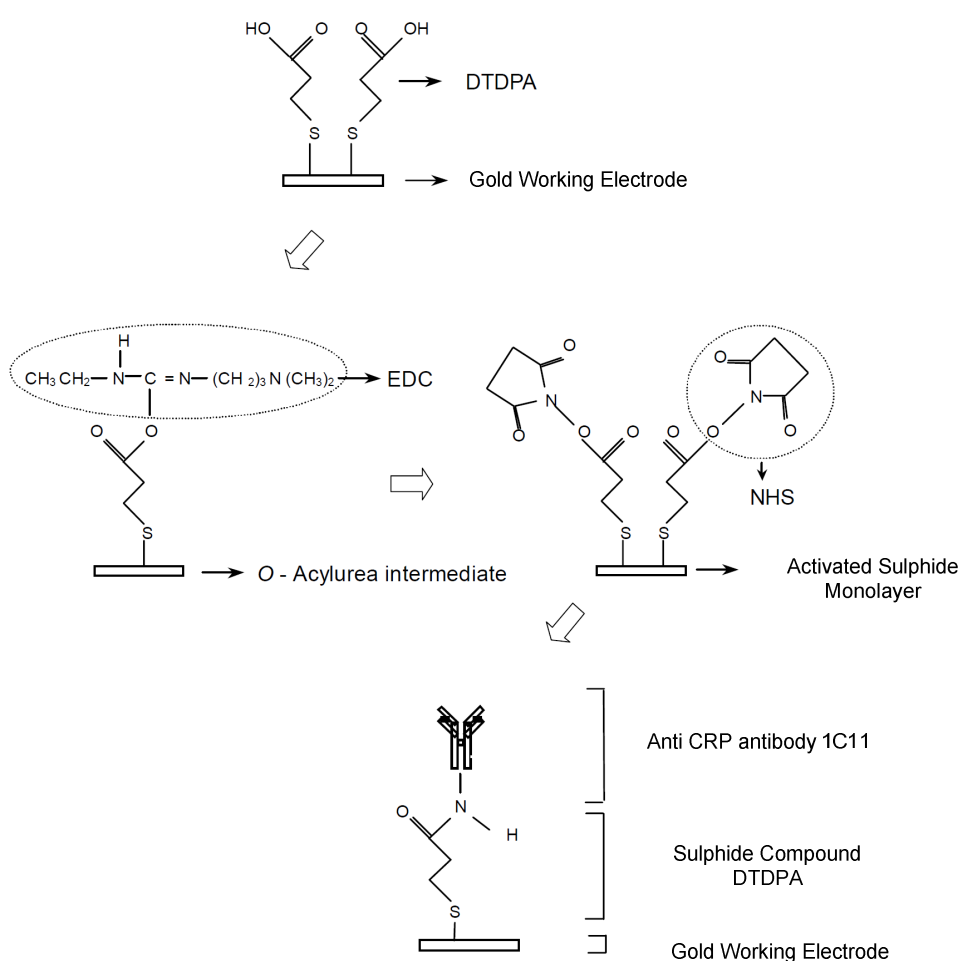 HO O O OH
DTDPA
S S
Gold Working Electrode
H
CH3 CH2 N C = N (CH 2)3 N (CH3)2 EDC
O O
S
O - Acylurea intermediate
O O
N N
O O
O O O O
NHS
S S
Activated Sulphide
Monolayer
Anti CRP antibody 1C11
N
O
H
Sulphide Compound
DTDPA
S
Gold Working Electrode